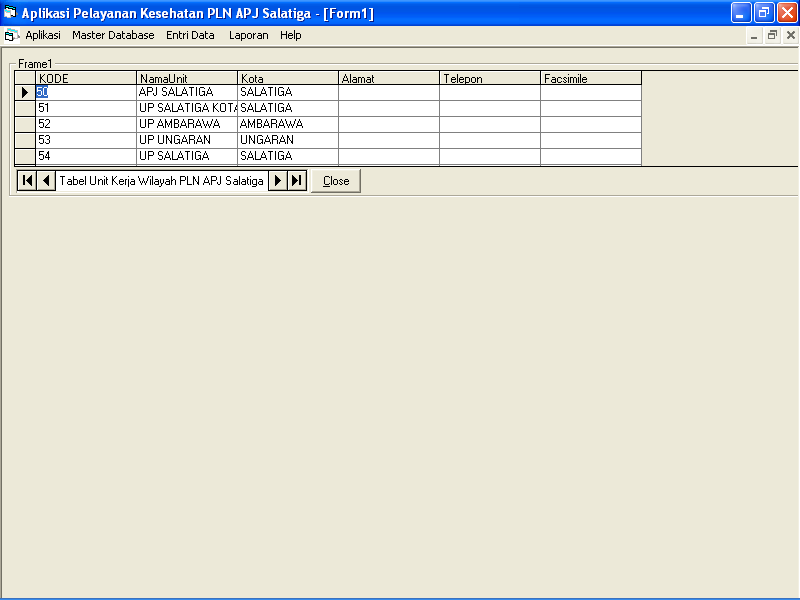 Aplikasi Pelayanan Kesehatan PLN APJ Salatiga - [Form1]
Aplikasi Master Database Entri Data Laporan Help
Frame1
KODE NamaUnit Kota Alamat Telepon Facsimile
50 APJ SALATIGA SALATIGA
51 UP SALATIGA KOTA SALATIGA
52 UP AMBARAWA AMBARAWA
53 UP UNGARAN UNGARAN
54 UP SALATIGA SALATIGA
Tabel Unit Kerja Wilayah PLN APJ Salatiga Close